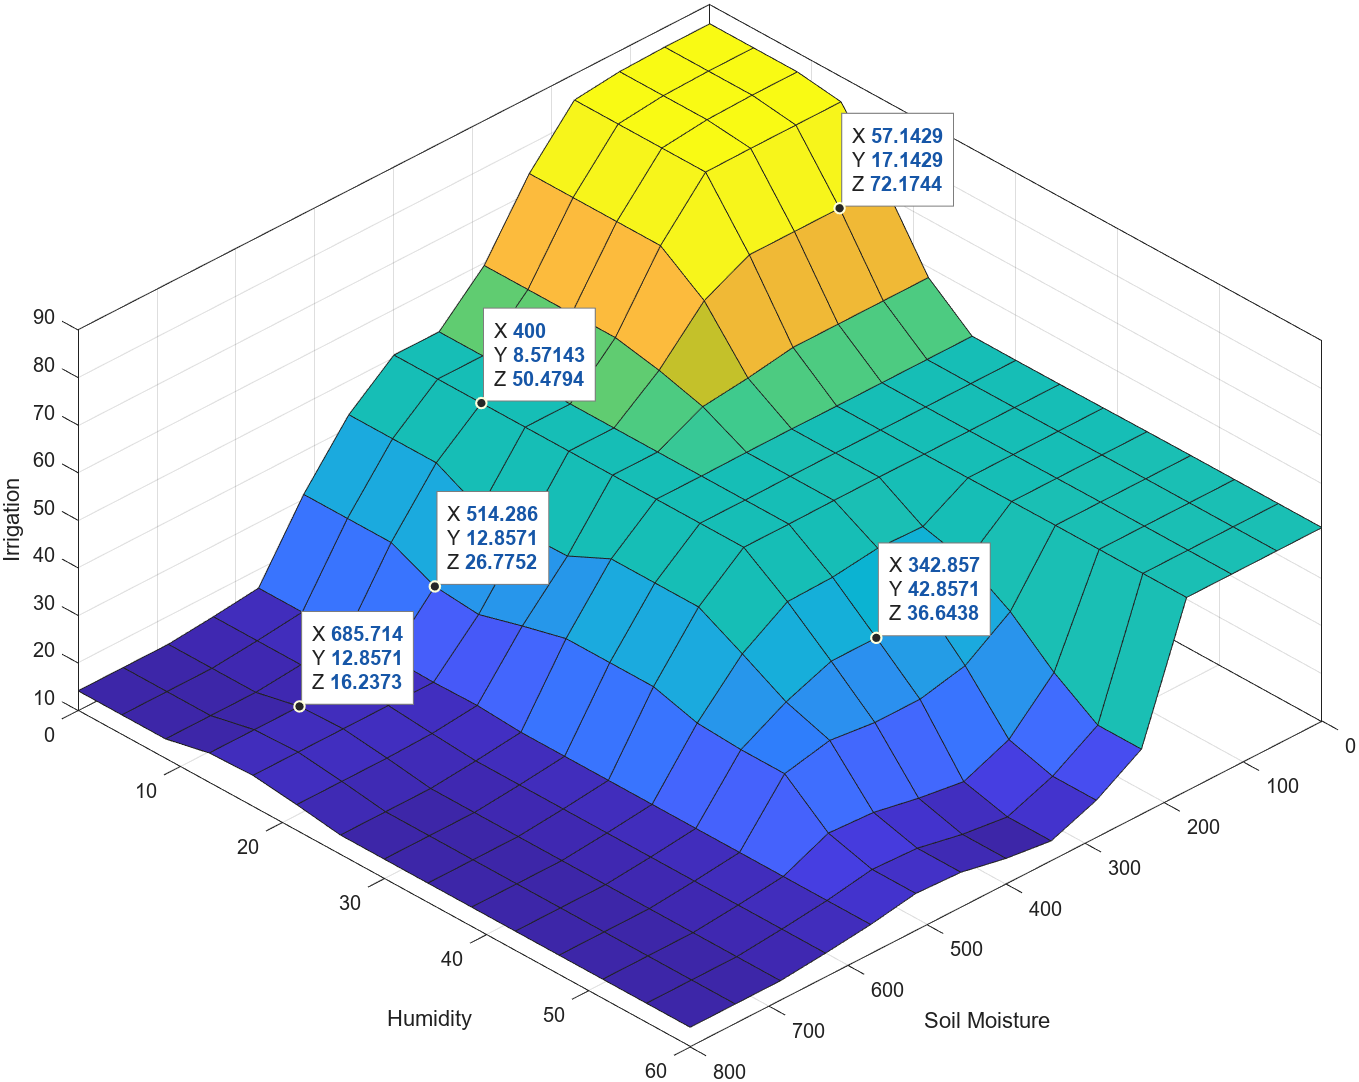 X 57.1429
Y 17.1429
Z 72.1744
X 400
Y 8.57143
Z 50.4794
X 514.286
Y 12.8571
Z 26.7752
X 342.857
Y 42.8571
Z 36.6438
X 685.714
Y 12.8571
Z 16.2373
90
80
70
60
50
40
30
20
10
Irrigation
0
10
20
30
40
50
60
Humidity
0
100
200
300
400
500
600
700
800
Soil Moisture